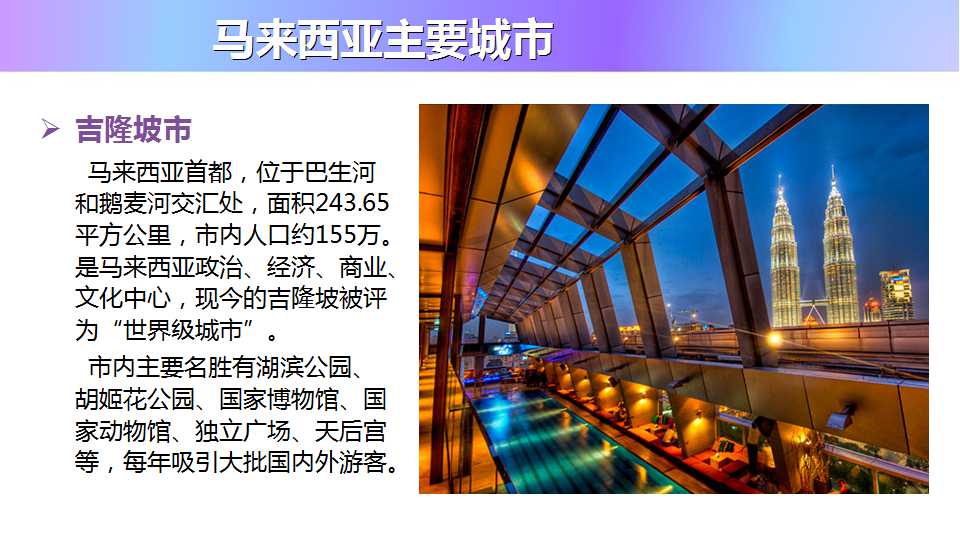 马来西亚主要城市
吉隆坡市
马来西亚首都，位于巴生河
和鹅麦河交汇处，面积243.65
平方公里，市内人口约155万。
是马来西亚政治、经济、商业、
文化中心，现今的吉隆坡被评
为“世界级城市”。
市内主要名胜有湖滨公园、
胡姬花公园、国家博物馆、国
家动物馆、独立广场、天后宫
等，每年吸引大批国内外游客。